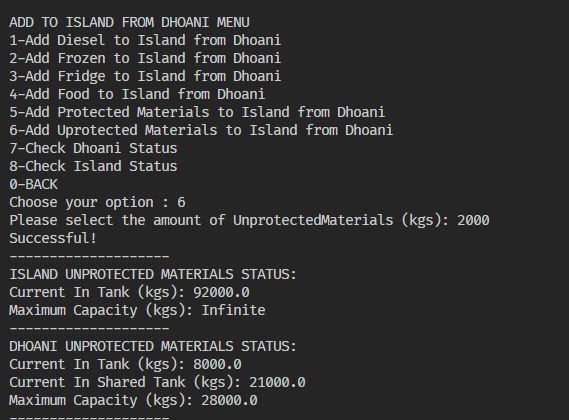 ADD TO ISLAND FROM DHOANI MENU
1-Add Diesel to Island from Dhoani
2-Add Frozen to Island from Dhoani
3-Add Fridge to Island from Dhoani
4-Add Food to Island from Dhoani
5-Add Protected Materials to Island from Dhoani
6-Add Uprotected Materials to Island from Dhoani
7-Check Dhoani Status
8-Check Island Status
0-BACK
Choose your option : 6
Please select the amount of UnprotectedMaterials (kgs): 2000
Successful!
--------------------
ISLAND UNPROTECTED MATERIALS STATUS:
Current In Tank (kgs): 92000.0
Maximum Capacity (kgs): Infinite
--------------------
DHOANI UNPROTECTED MATERIALS STATUS:
Current In Tank (kgs): 8000.0
Current In Shared Tank (kgs): 21000.0
Maximum Capacity (kgs): 28000.0
--------------------